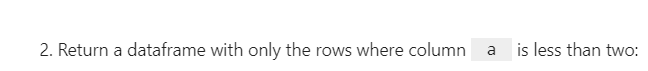 2. Return a dataframe with only the rows where column a is less than two: